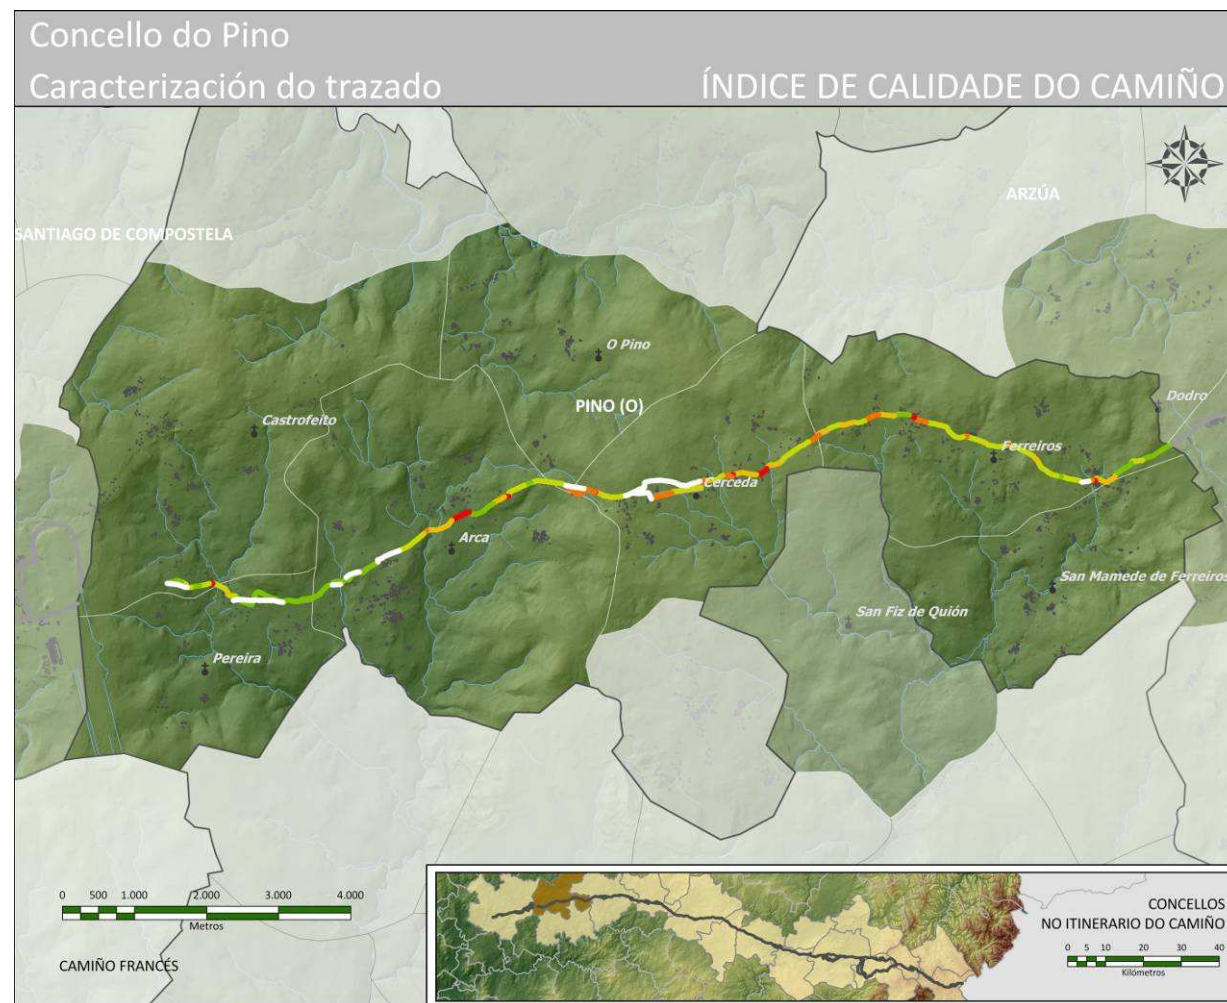 Concello do Pino
Caracterización do trazado
ÍNDICE DE CALIDADE DO CAMIÑO
ARZÚA
SANTIAGO DE COMPOSTELA
O Pino
Dodro
PINO (O)
Castrofeito
Ferreiros
Cerceda
Arca
San Mamede de Ferreiros
San Fiz de Quión
Pereira
0 500 1.000 2.000 3.000 4.000
Metros
CAMIÑO FRANCÉS
CONCELLOS
NO ITINERARIO DO CAMIÑO
0 5 10 20 30 40
Kilómetros